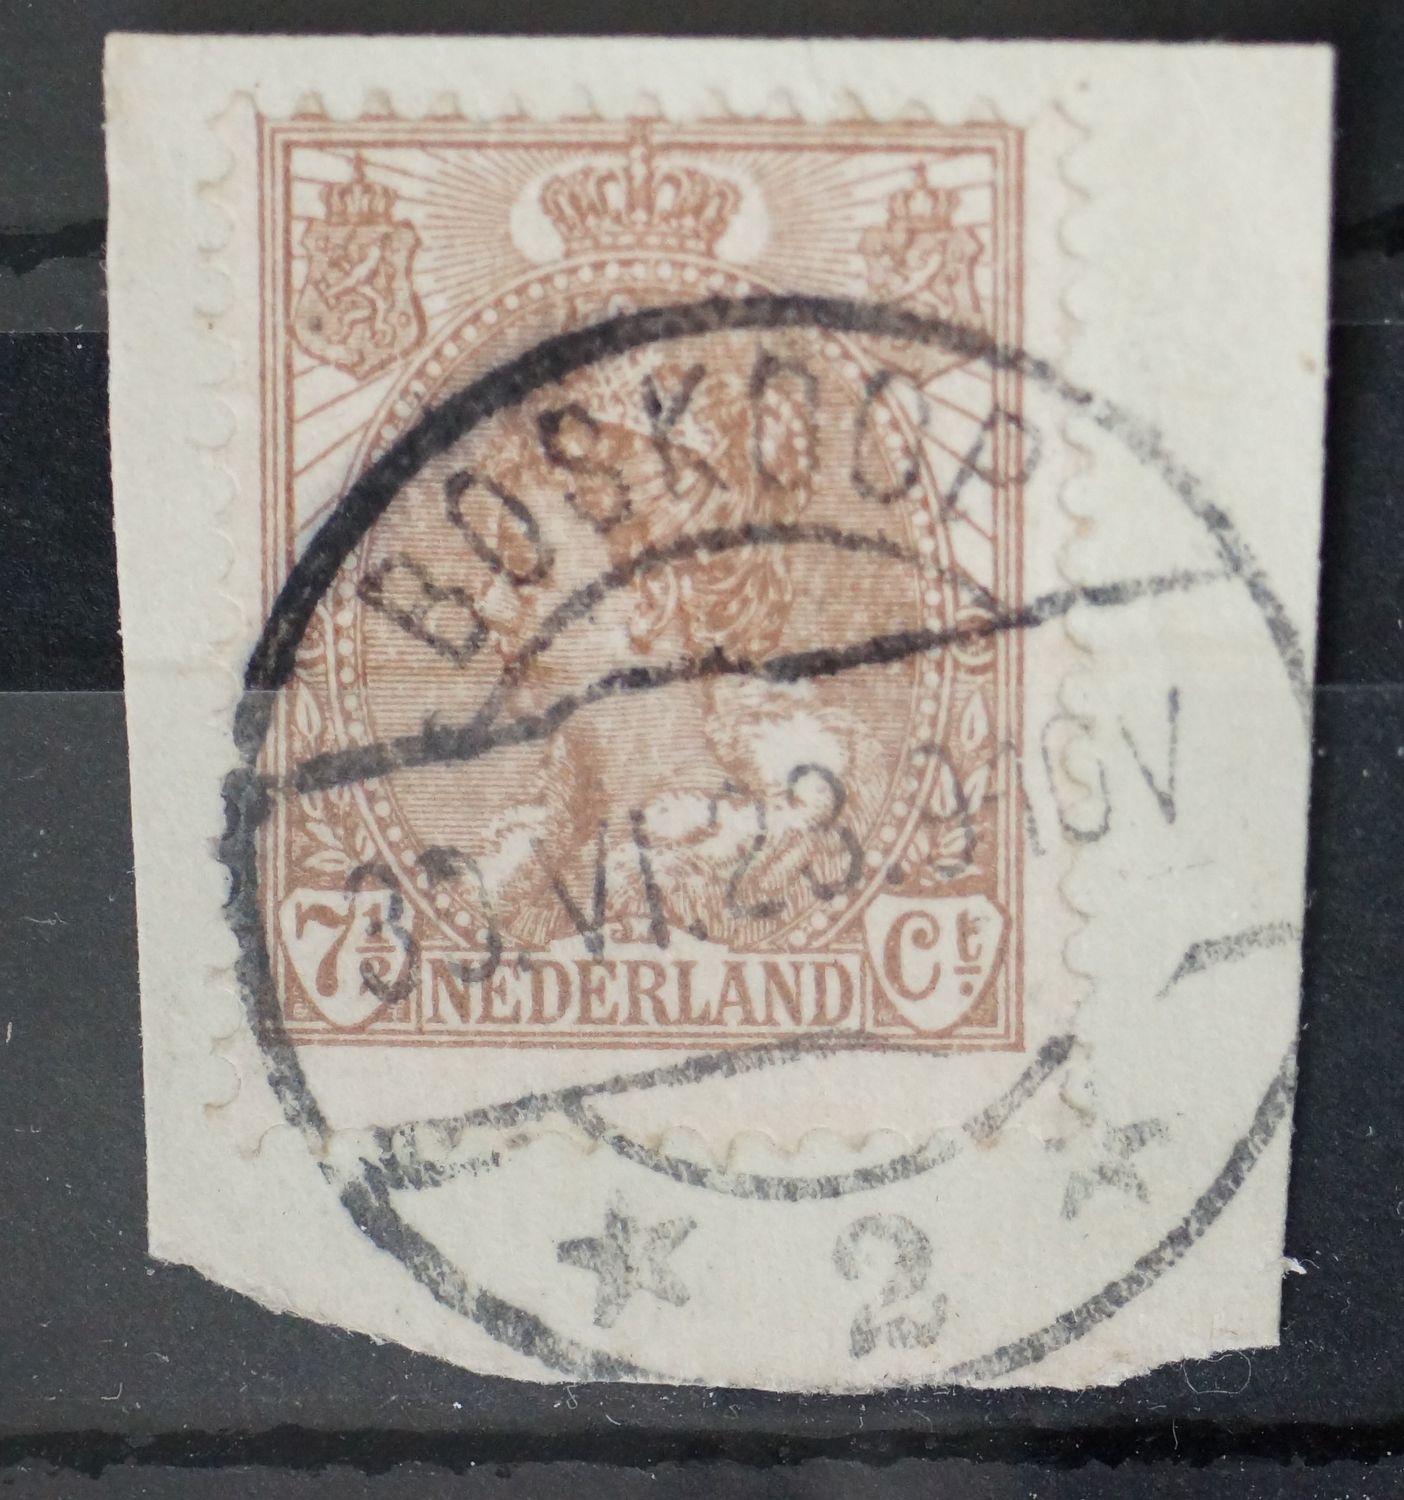 BOSKOOP
30.VI.23.9-10V
7½ NEDERLAND Ct.
2